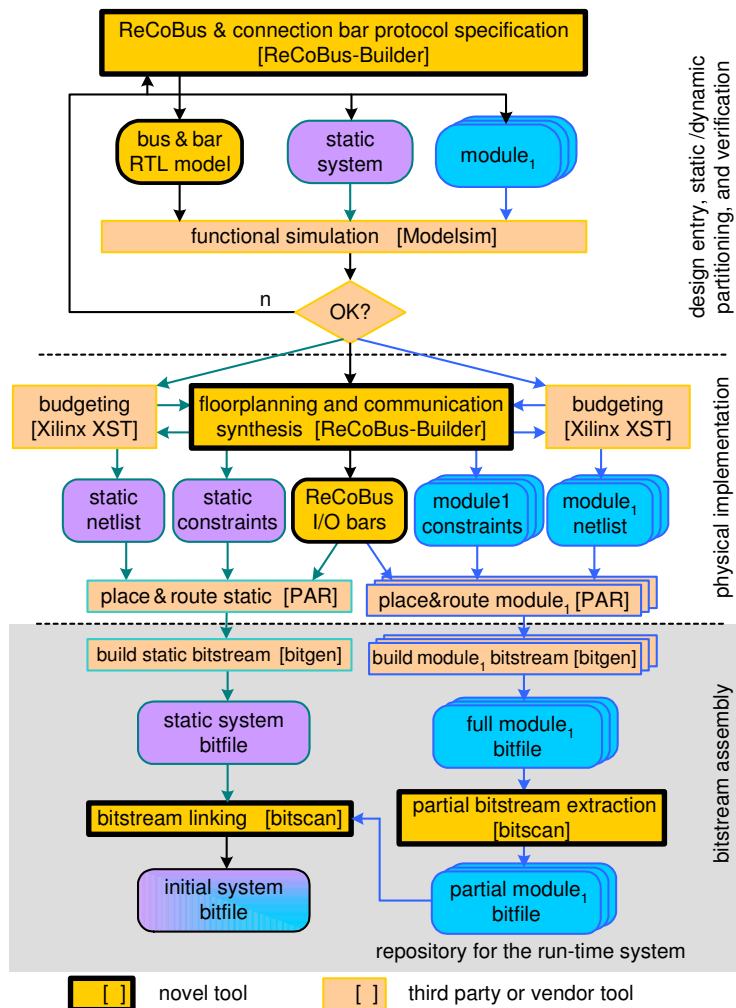 ReCoBus & connection bar protocol specification
[ReCoBus-Builder]
bus & bar
RTL model
static
system
module₁
functional simulation [Modelsim]
n
OK?
design entry, static /dynamic
partitioning, and verification
budgeting
[Xilinx XST]
floorplanning and communication
synthesis [ReCoBus-Builder]
budgeting
[Xilinx XST]
static
netlist
static
constraints
ReCoBus
I/O bars
module1
constraints
module₁
netlist
place & route static [PAR]
place&route module₁ [PAR]
physical implementation
build static bitstream [bitgen]
build module₁ bitstream [bitgen]
static system
bitfile
full module₁
bitfile
bitstream linking [bitscan]
partial bitstream extraction
[bitscan]
initial system
bitfile
partial module₁
bitfile
repository for the run-time system
bitstream assembly
[ ] novel tool
[ ] third party or vendor tool